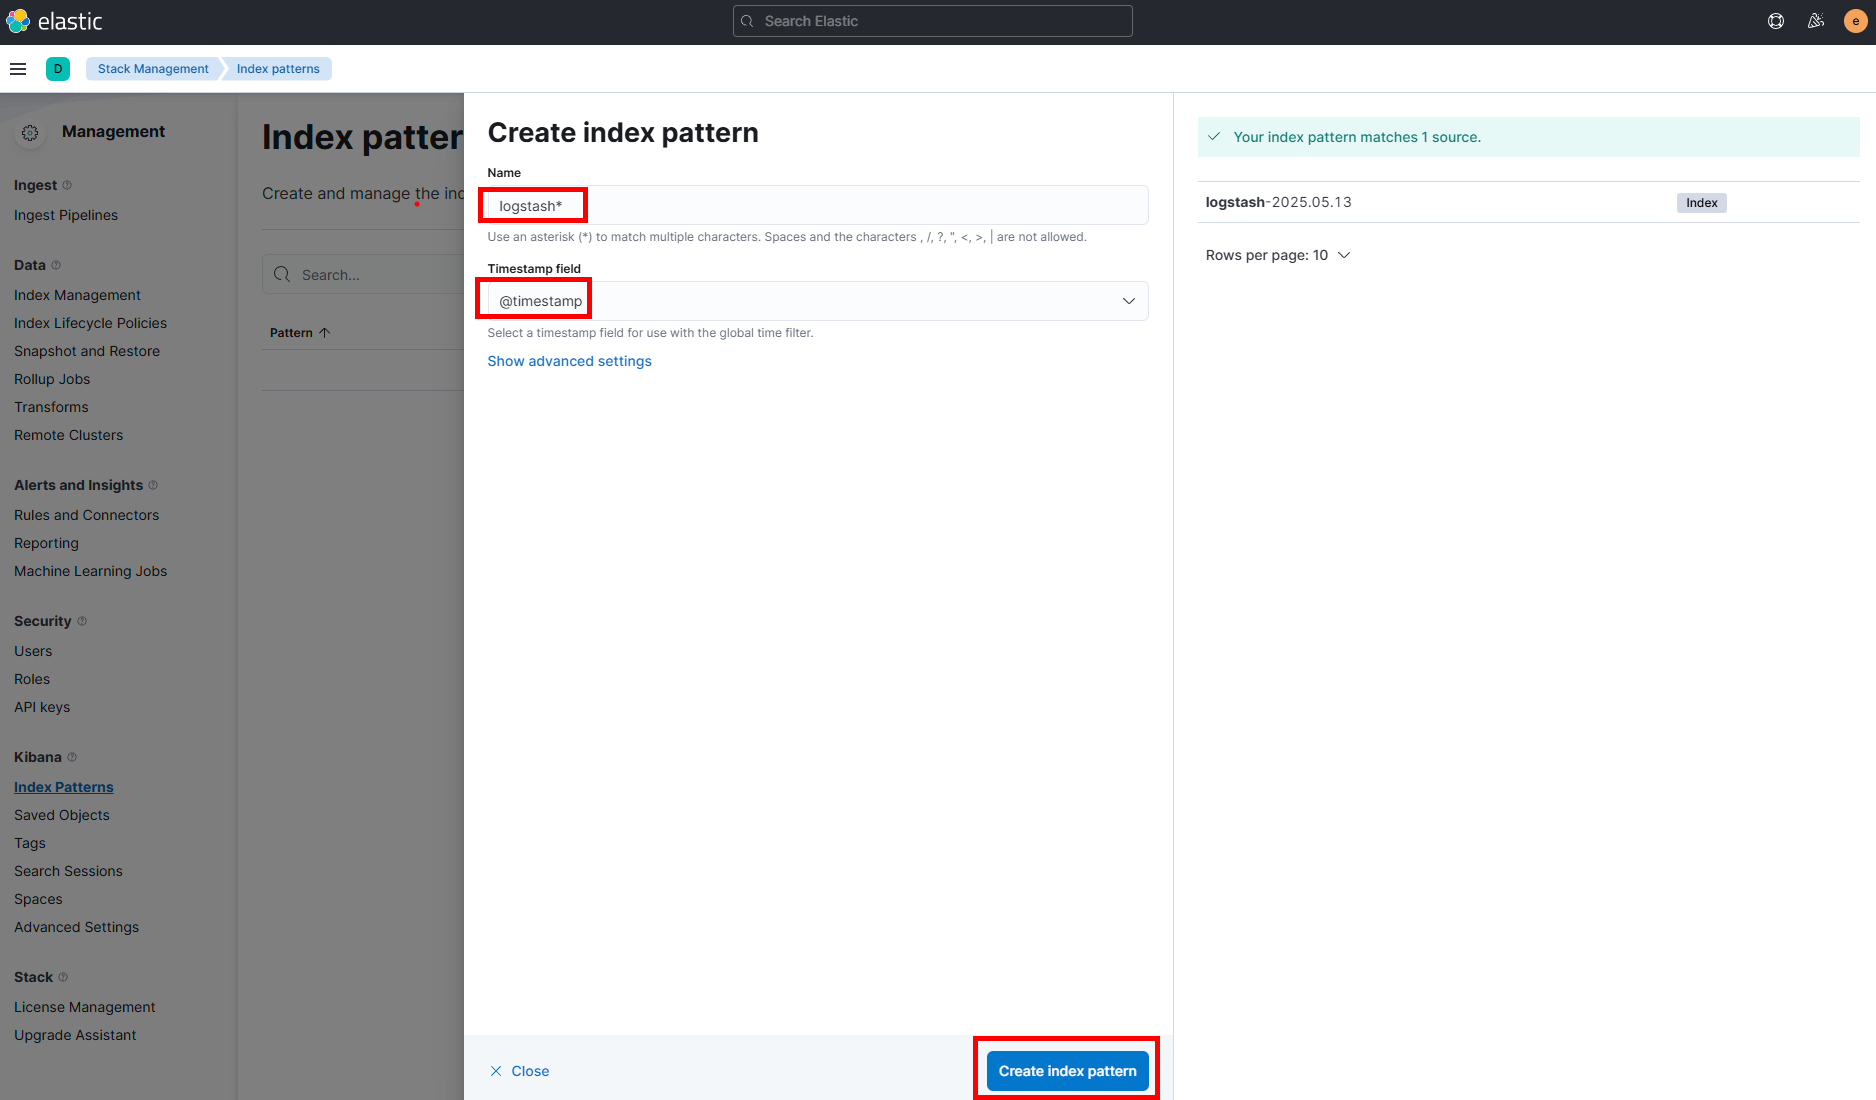 elastic
Search Elastic
e
D
Stack Management
Index patterns
Management
Ingest
Ingest Pipelines
Data
Index Management
Index Lifecycle Policies
Snapshot and Restore
Rollup Jobs
Transforms
Remote Clusters
Alerts and Insights
Rules and Connectors
Reporting
Machine Learning Jobs
Security
Users
Roles
API keys
Kibana
Index Patterns
Saved Objects
Tags
Search Sessions
Spaces
Advanced Settings
Stack
License Management
Upgrade Assistant
Index patter
Create and manage the ind
Search...
Pattern ↑
Create index pattern
Name
logstash*
Use an asterisk (*) to match multiple characters. Spaces and the characters , /, ?, ", <, >, | are not allowed.
Timestamp field
@timestamp
Select a timestamp field for use with the global time filter.
Show advanced settings
Close
Create index pattern
Your index pattern matches 1 source.
logstash-2025.05.13
Index
Rows per page: 10